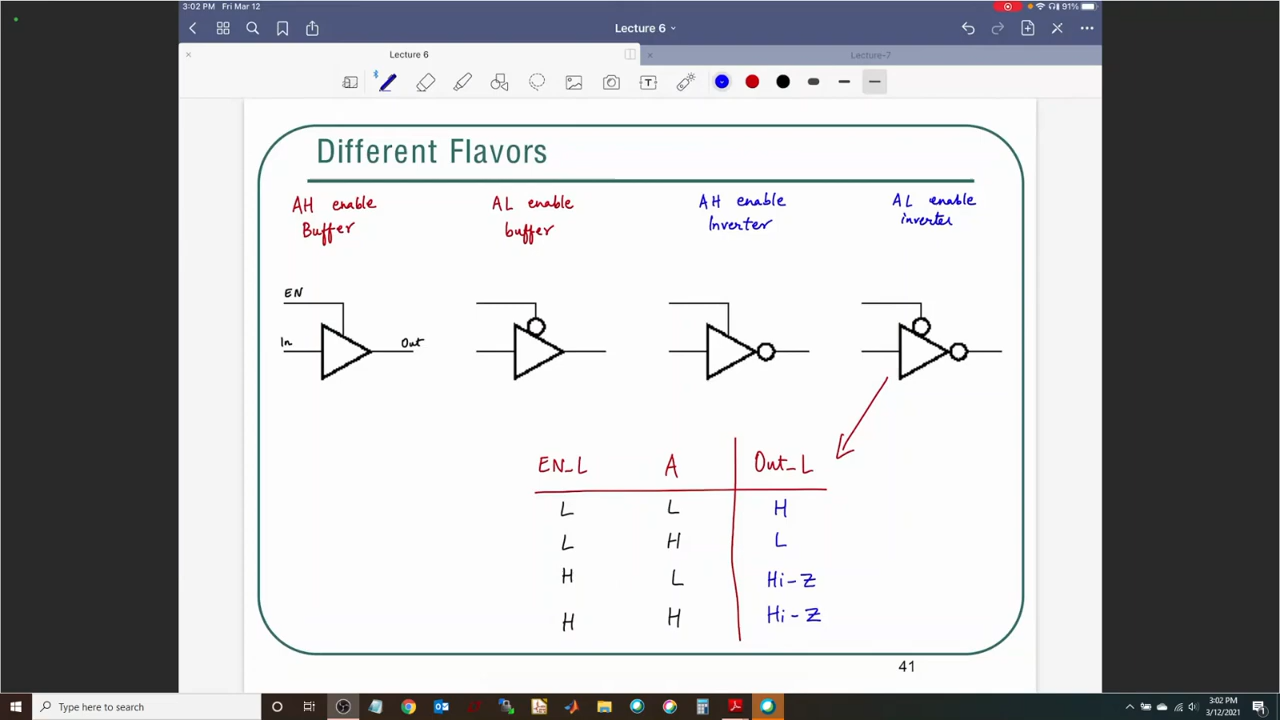 3:02 PM Fri Mar 12
91%
Lecture 6
Lecture 6
Lecture-7
Different Flavors
AH enable
Buffer
AL enable
buffer
AH enable
Inverter
AL enable
inverter
EN
In
Out
EN_L A Out_L
L L H
L H L
H L Hi-Z
H H Hi-Z
41
Type here to search
3:02 PM
3/12/2021